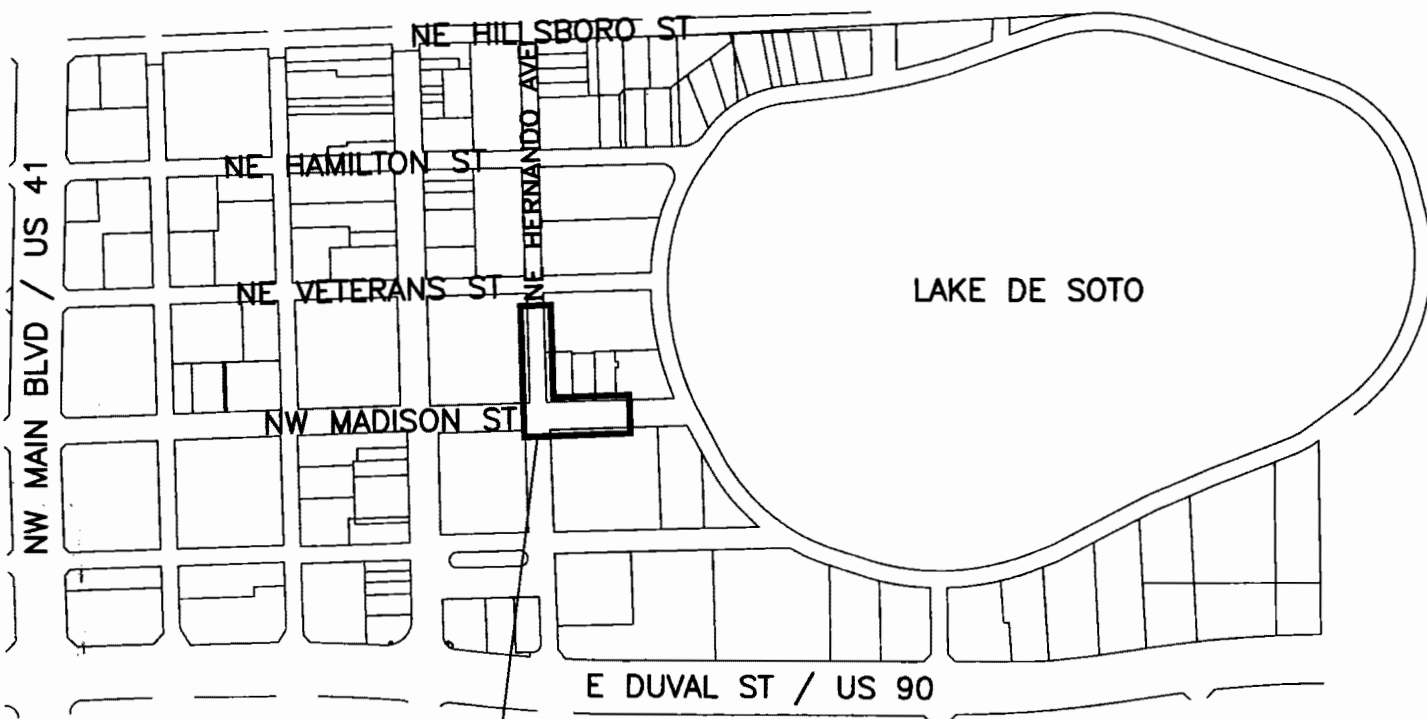 NE HILLSBORO ST
NE HERNANDO AVE
NE HAMILTON ST
NW MAIN BLVD / US 41
NE VETERANS ST
LAKE DE SOTO
NW MADISON ST
E DUVAL ST / US 90